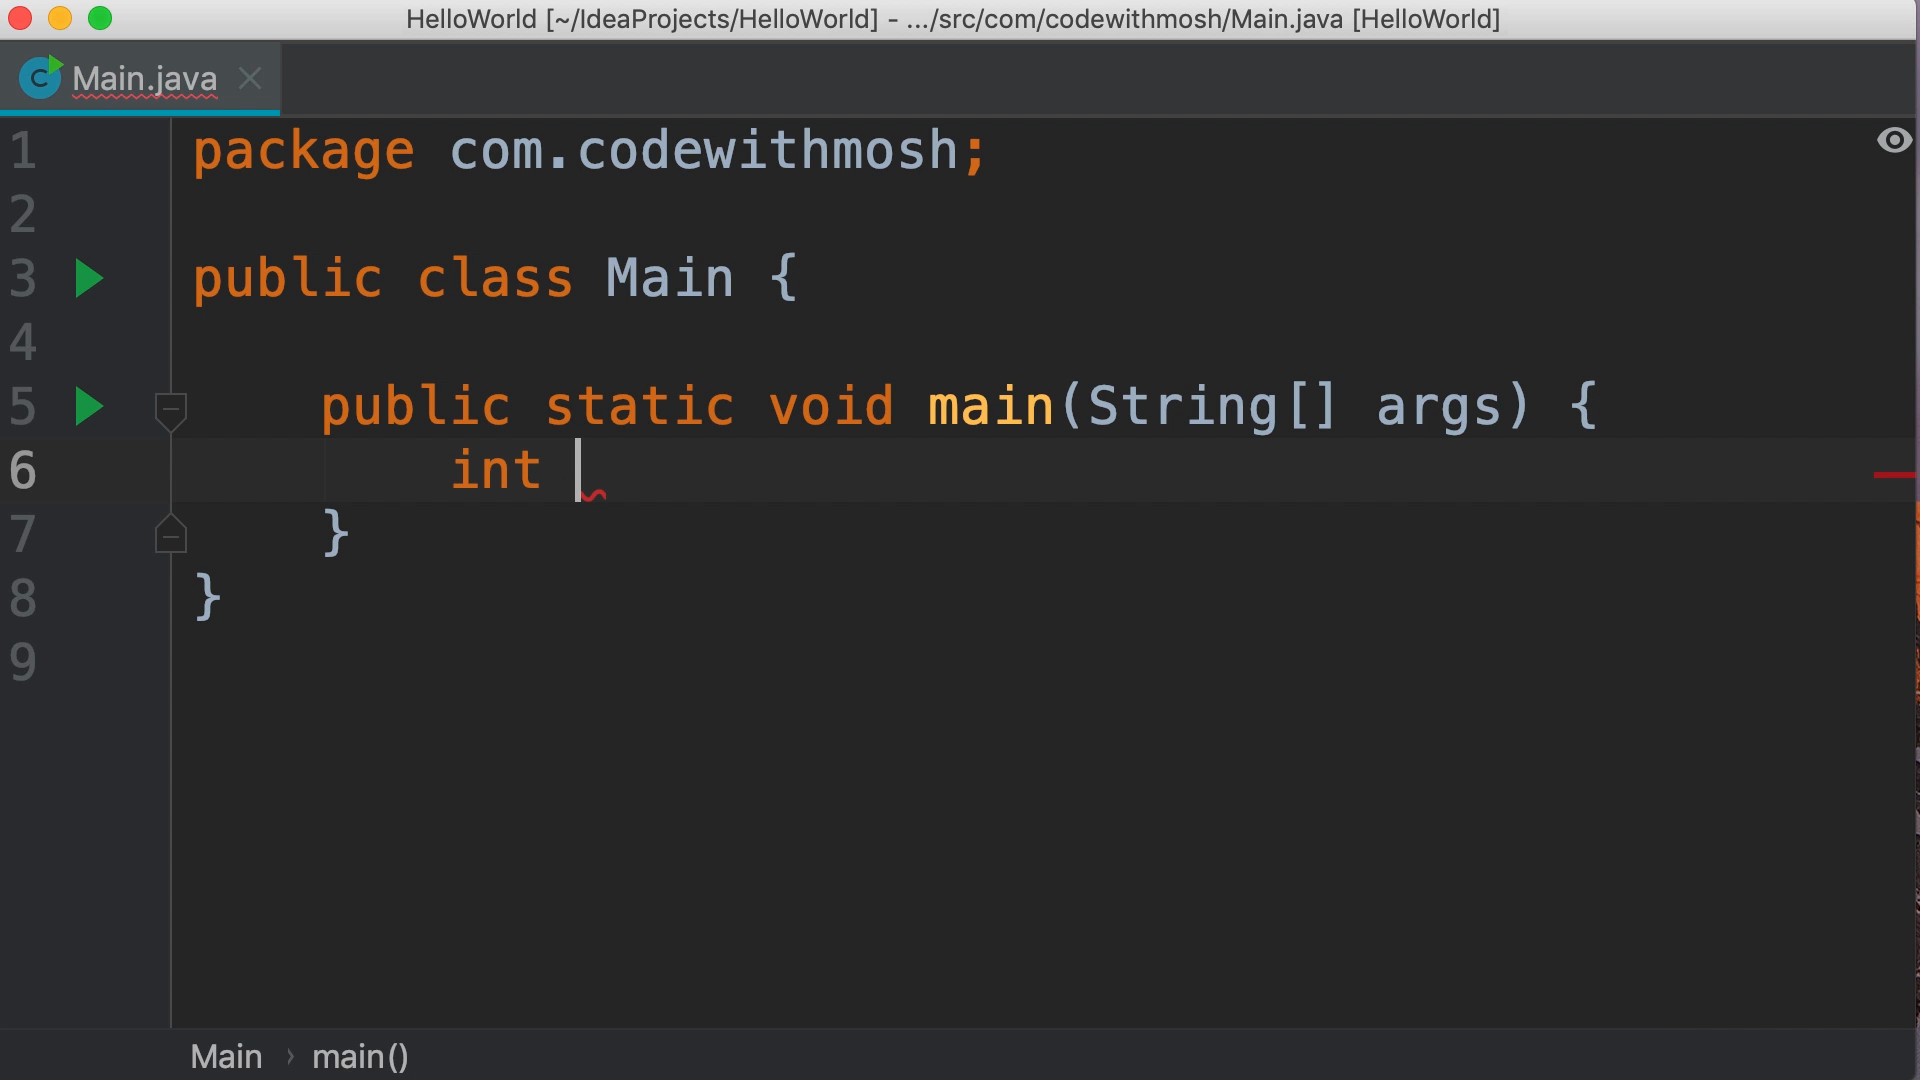 HelloWorld [~/IdeaProjects/HelloWorld] - .../src/com/codewithmosh/Main.java [HelloWorld]
C Main.java
1 package com.codewithmosh;
2
3 public class Main {
4
5 public static void main(String[] args) {
6 int
7 }
8 }
9
Main › main()